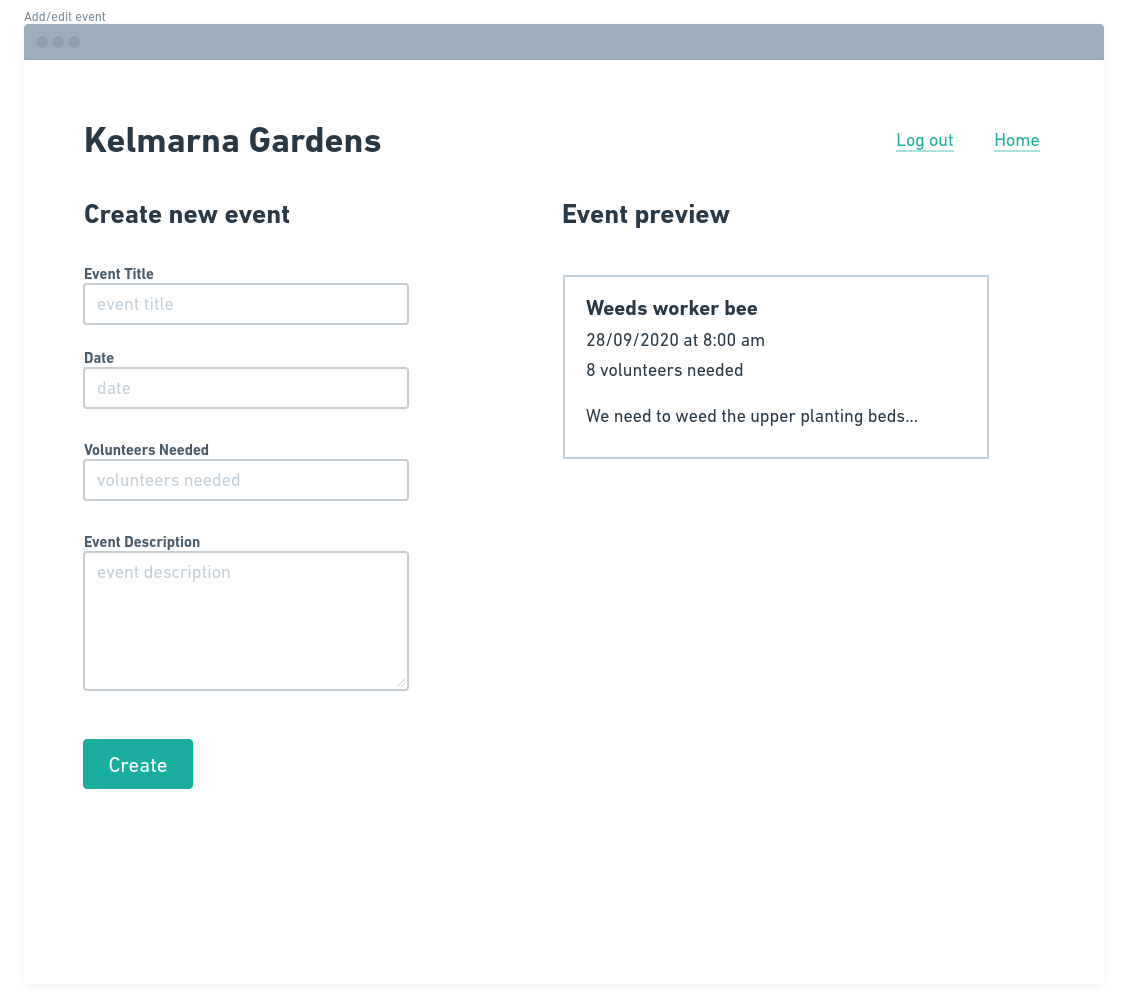 Add/edit event
Kelmarna Gardens
Log out
Home
Create new event
Event Title
event title
Date
date
Volunteers Needed
volunteers needed
Event Description
event description
Create
Event preview
Weeds worker bee
28/09/2020 at 8:00 am
8 volunteers needed
We need to weed the upper planting beds...